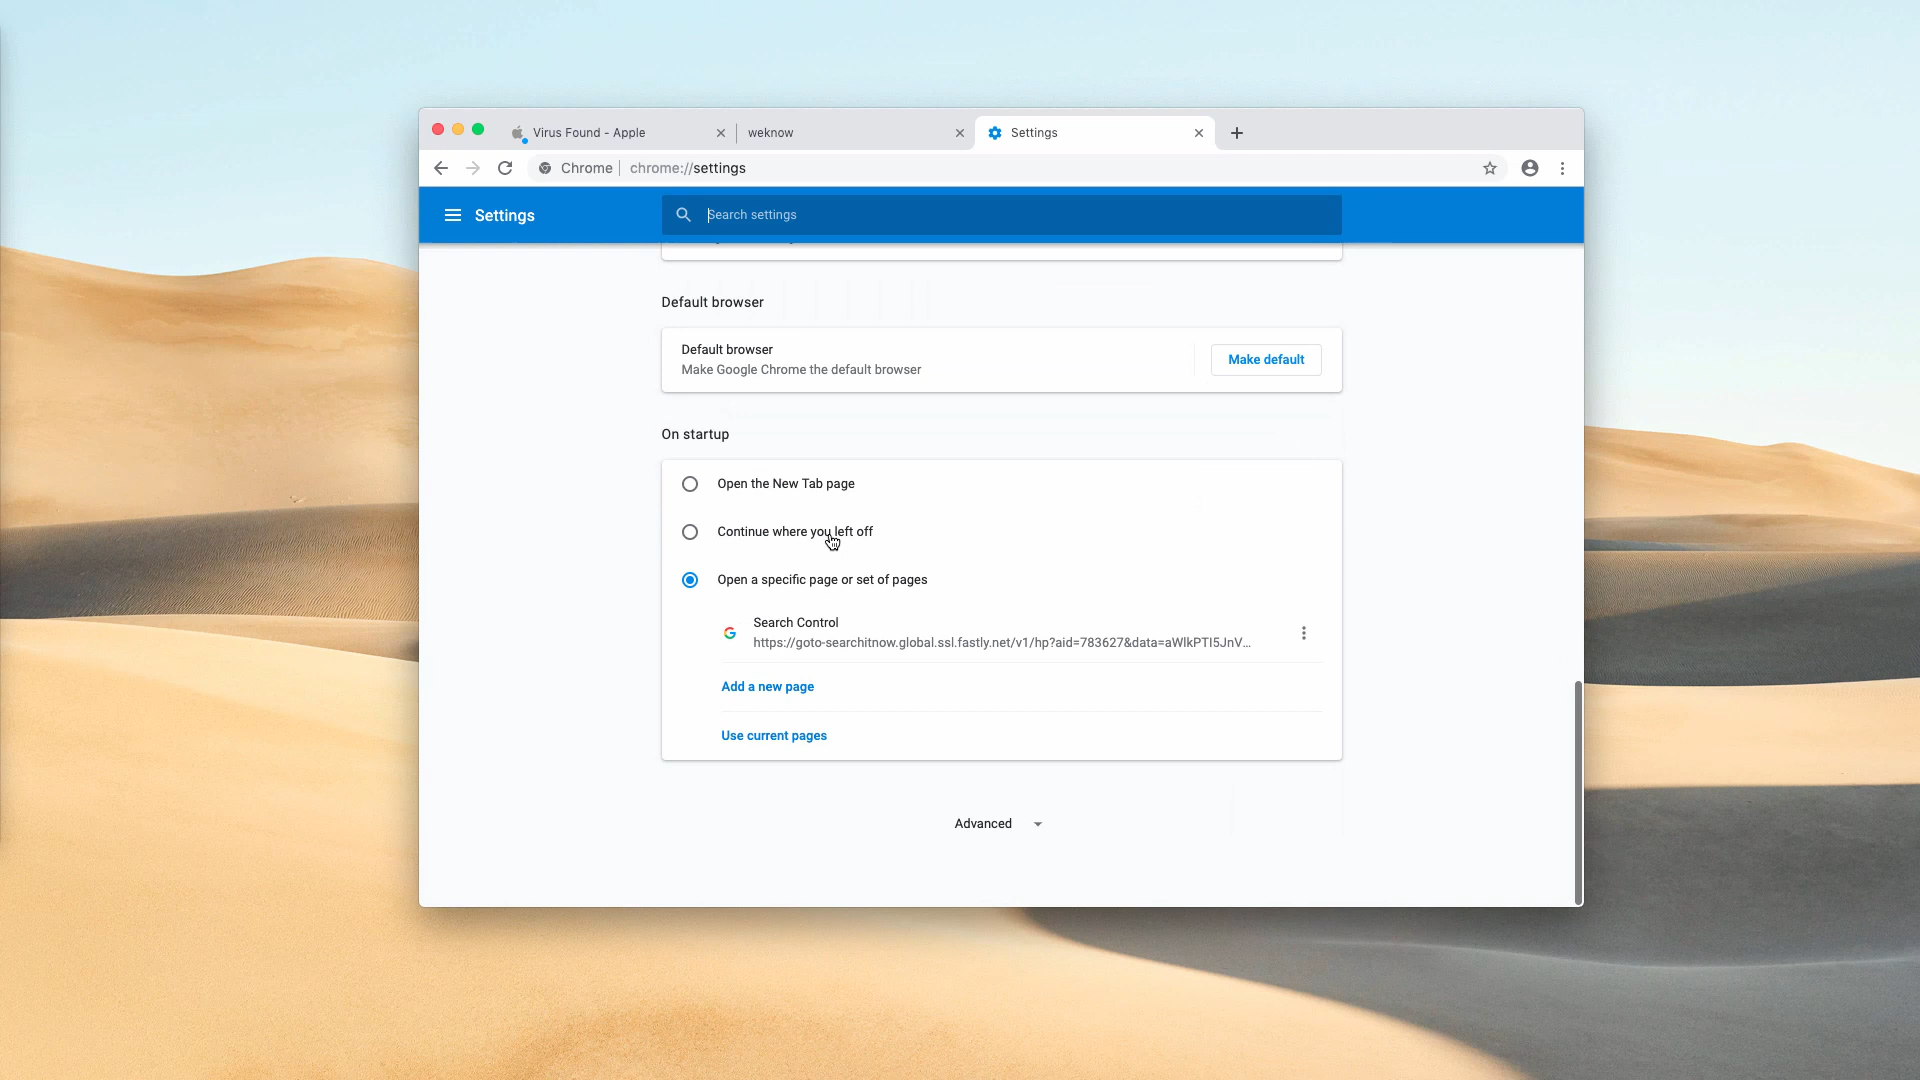 Virus Found - Apple
weknow
Settings
Chrome
chrome://settings
Settings
Search settings
Default browser
Default browser
Make Google Chrome the default browser
Make default
On startup
Open the New Tab page
Continue where you left off
Open a specific page or set of pages
Search Control
https://goto-searchitnow.global.ssl.fastly.net/v1/hp?aid=783627&data=aWlkPTI5JnV...
Add a new page
Use current pages
Advanced